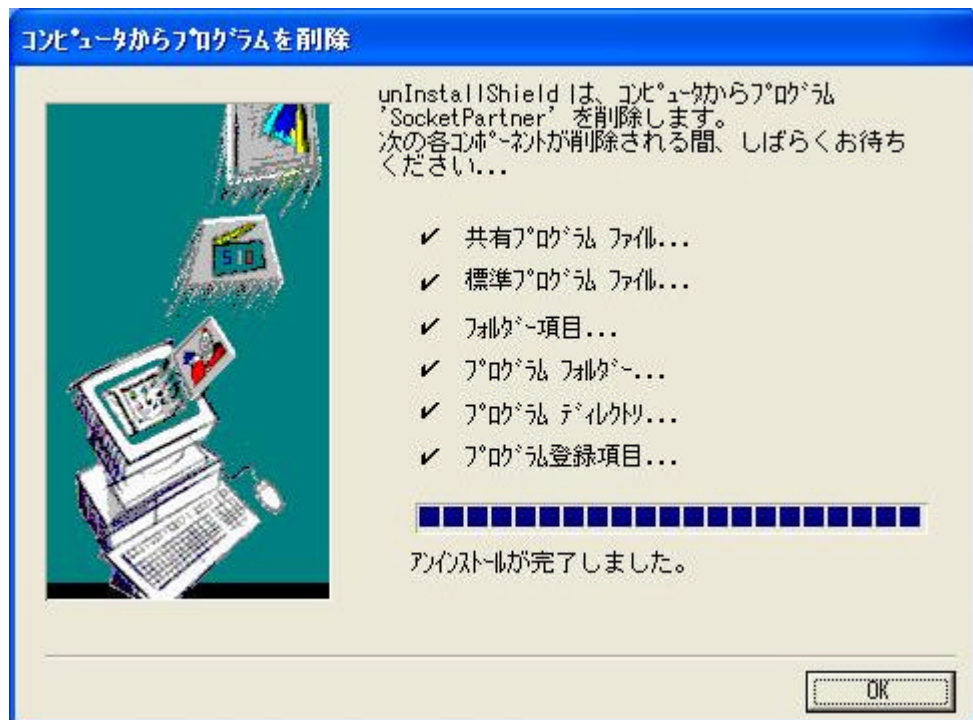 コンピュータからプログラムを削除
unInstallShield は、コンピュータからプログラム
'SocketPartner' を削除します。
次の各コンポーネントが削除される間、しばらくお待ち
ください...
✔ 共有プログラム ファイル...
✔ 標準プログラム ファイル...
✔ フォルダー項目...
✔ プログラム フォルダー...
✔ プログラム ディレクトリ...
✔ プログラム登録項目...
アンインストールが完了しました。
OK